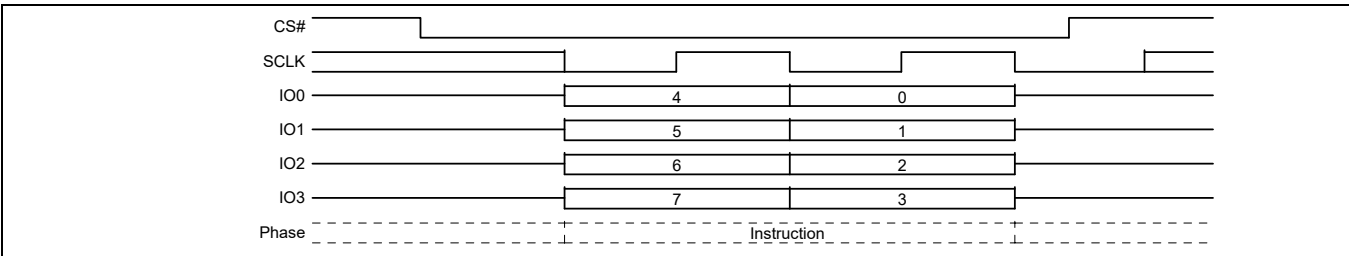 CS#
SCLK
IO0 4 0
IO1 5 1
IO2 6 2
IO3 7 3
Phase Instruction